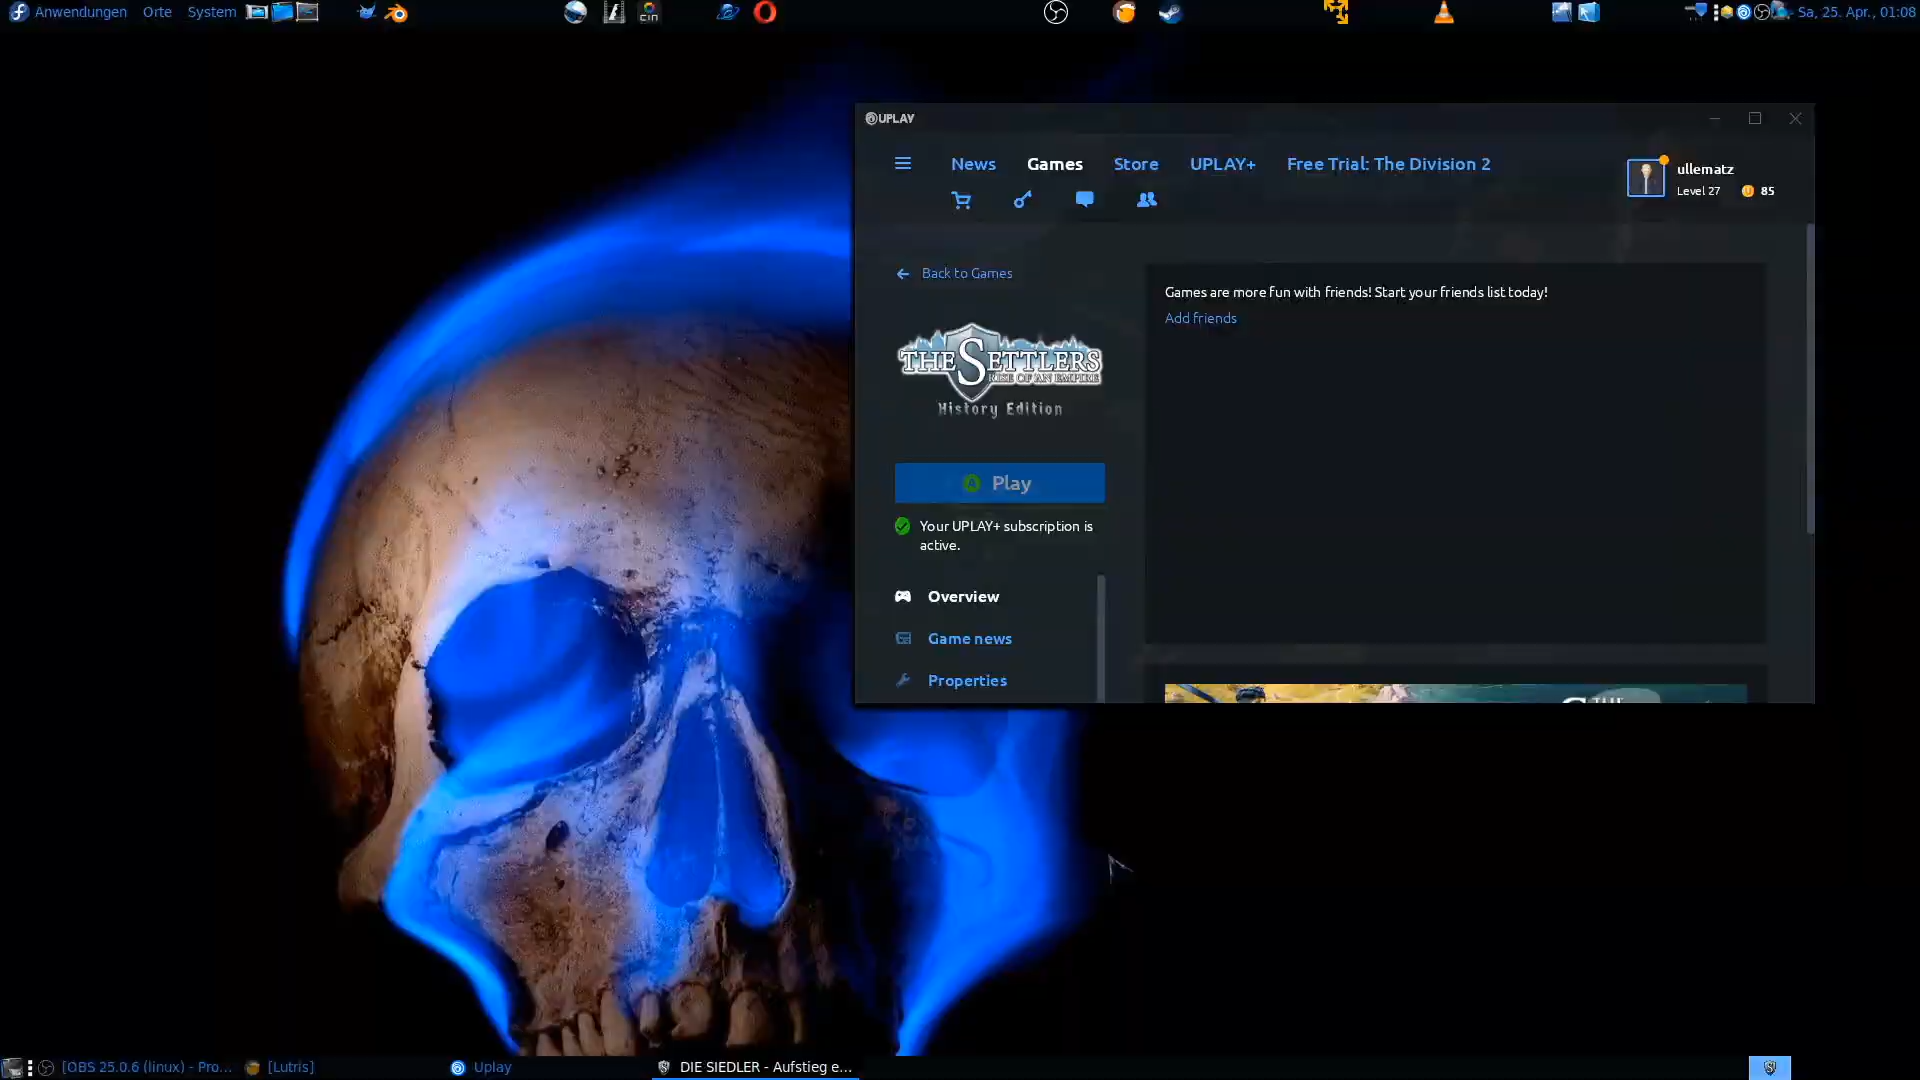 Anwendungen Orte System
Sa, 25. Apr., 01:08
UPLAY
News Games Store UPLAY+ Free Trial: The Division 2
ullematz
Level 27 85
Back to Games
THE SETTLERS
RISE OF AN EMPIRE
History Edition
Play
Your UPLAY+ subscription is
active.
Overview
Game news
Properties
Games are more fun with friends! Start your friends list today!
Add friends
THE
[OBS 25.0.6 (linux) - Pro... [Lutris] Uplay DIE SIEDLER - Aufstieg e...